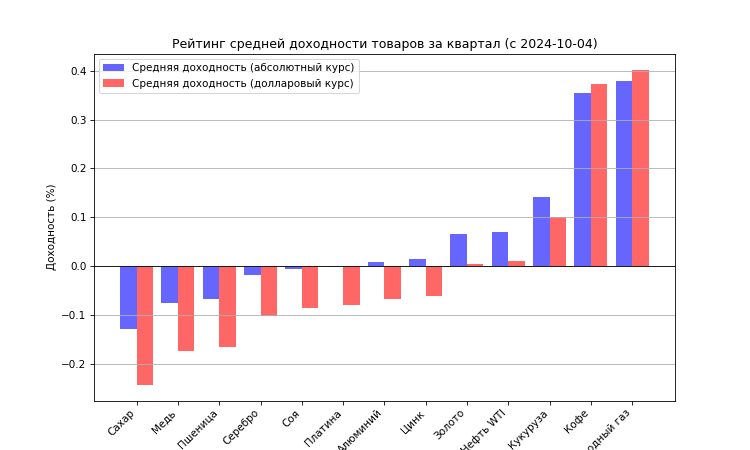 Рейтинг средней доходности товаров за квартал (с 2024-10-04)
Средняя доходность (абсолютный курс)
Средняя доходность (долларовый курс)
Доходность (%)
0.4
0.3
0.2
0.1
0.0
−0.1
−0.2
Сахар
Медь
Пшеница
Серебро
Соя
Платина
Алюминий
Цинк
Золото
Нефть WTI
Кукуруза
Кофе
газ